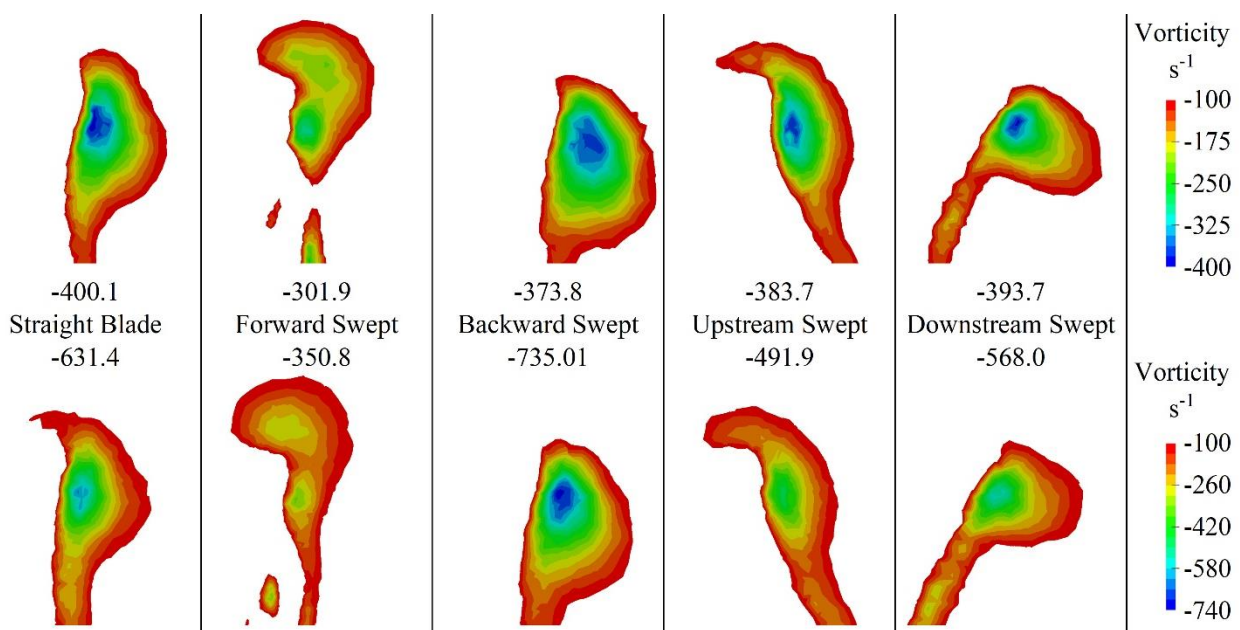 Vorticity
s-1
-100
-175
-250
-325
-400
-400.1 -301.9 -373.8 -383.7 -393.7
Straight Blade Forward Swept Backward Swept Upstream Swept Downstream Swept
-631.4 -350.8 -735.01 -491.9 -568.0
Vorticity
s-1
-100
-260
-420
-580
-740